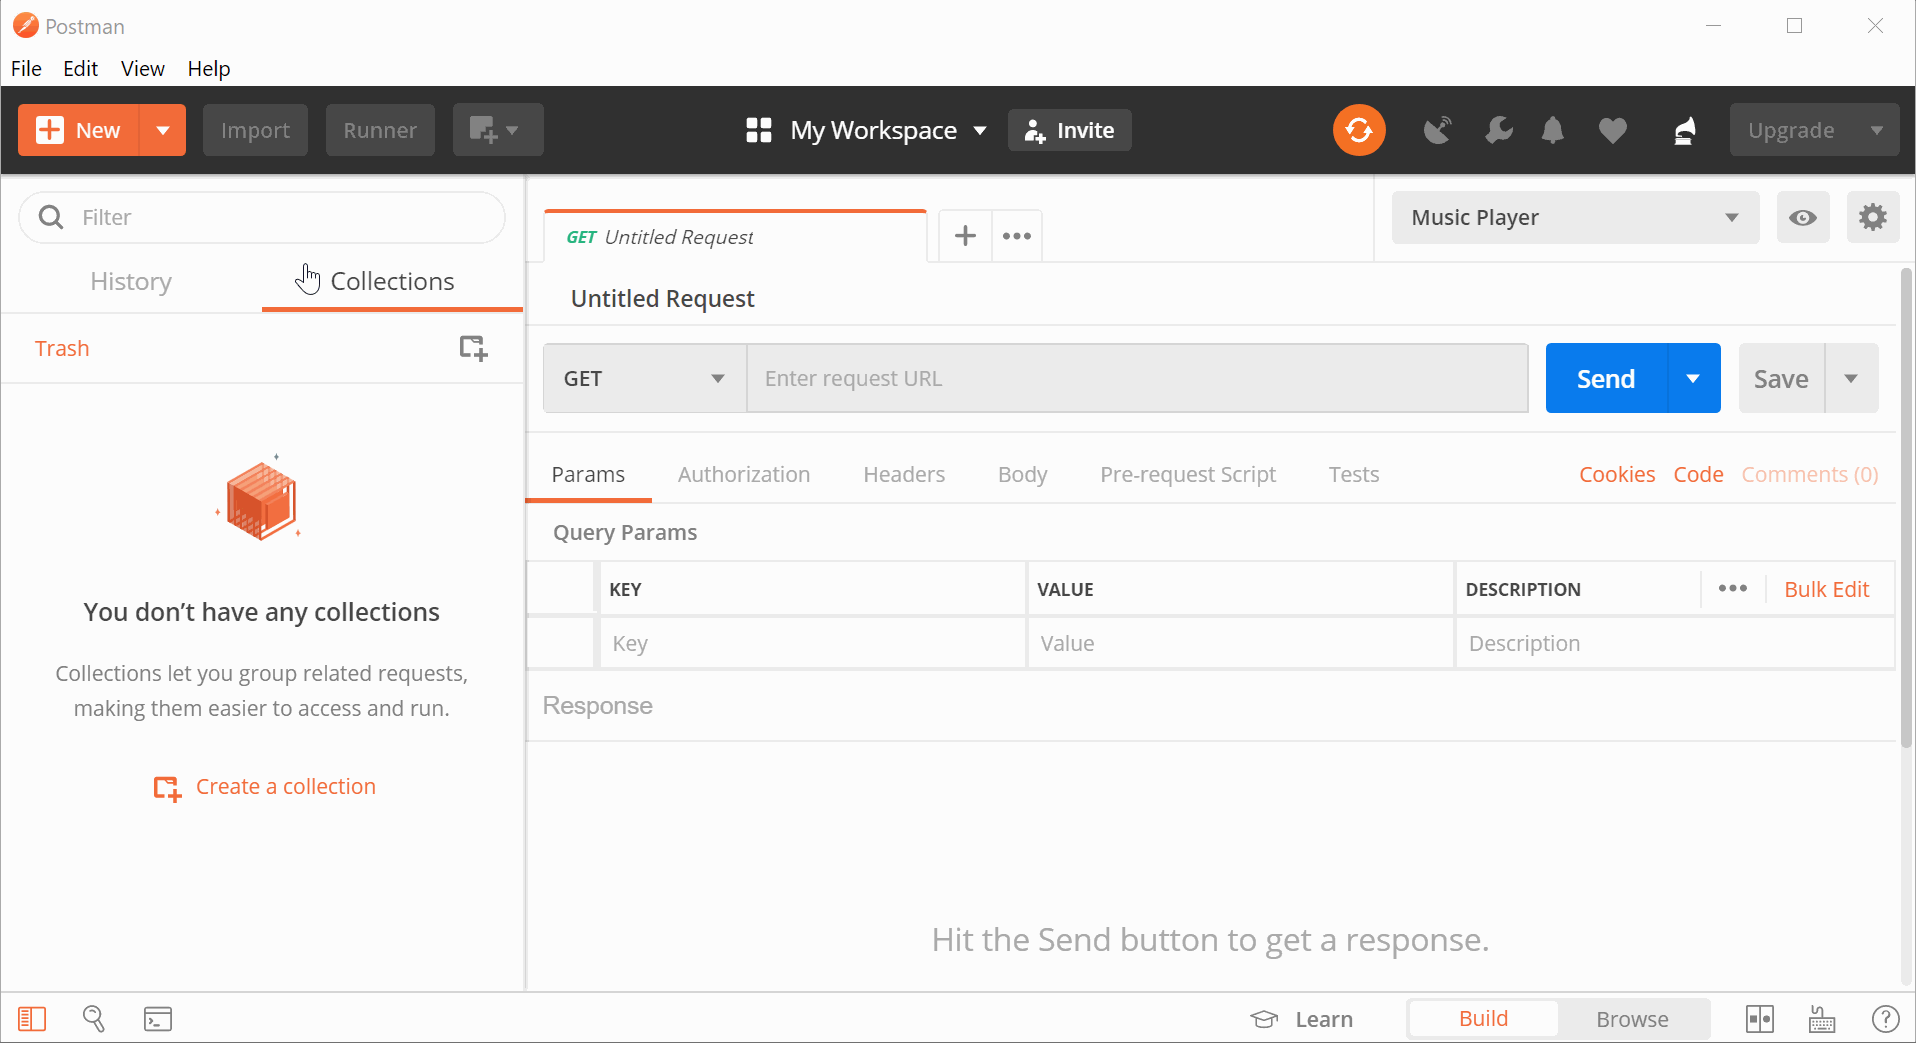 Postman
File Edit View Help
New Import Runner My Workspace Invite Upgrade
Filter
History Collections
Trash
You don’t have any collections
Collections let you group related requests,
making them easier to access and run.
Create a collection
GET Untitled Request
Music Player
Untitled Request
GET Enter request URL Send Save
Params Authorization Headers Body Pre-request Script Tests Cookies Code Comments (0)
Query Params
KEY VALUE DESCRIPTION Bulk Edit
Key Value Description
Response
Hit the Send button to get a response.
Learn Build Browse